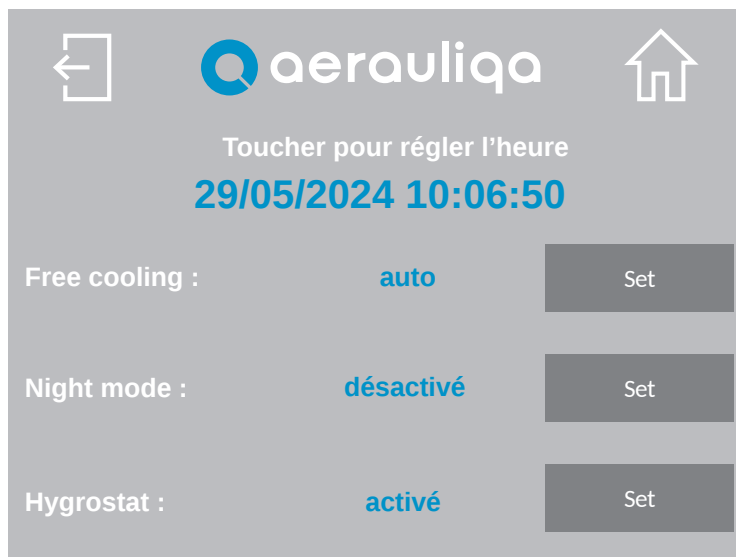 aerauliqa
Toucher pour régler l’heure
29/05/2024 10:06:50
Free cooling : auto Set
Night mode : désactivé Set
Hygrostat : activé Set